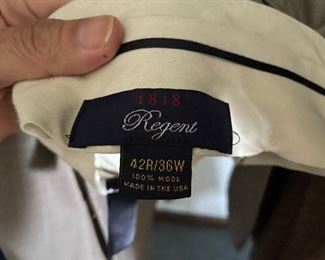 1818
Regent
42R/36W
100% WOOL
MADE IN THE USA